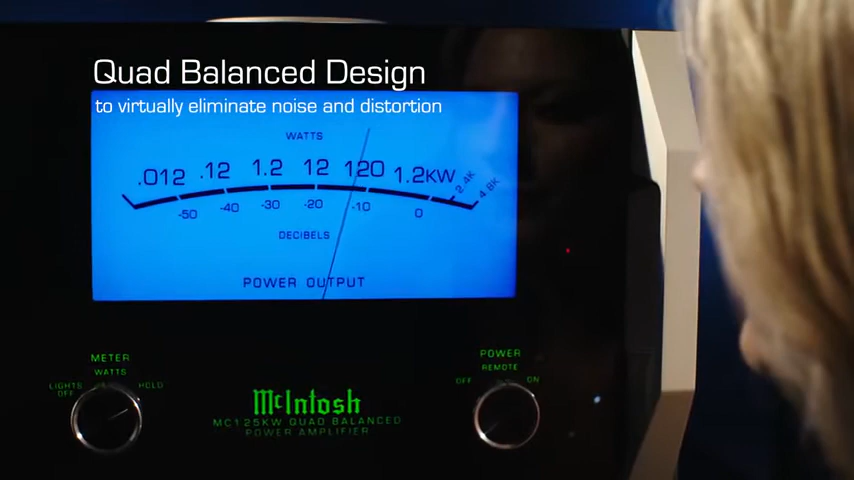 Quad Balanced Design
to virtually eliminate noise and distortion
WATTS
.012 .12 1.2 12 120 1.2KW 2.4K 4.8K
-50 -40 -30 -20 -10 0
DECIBELS
POWER OUTPUT
METER
WATTS
LIGHTS OFF HOLD
POWER
REMOTE
OFF ON
McIntosh
MC1.25KW QUAD BALANCED
POWER AMPLIFIER